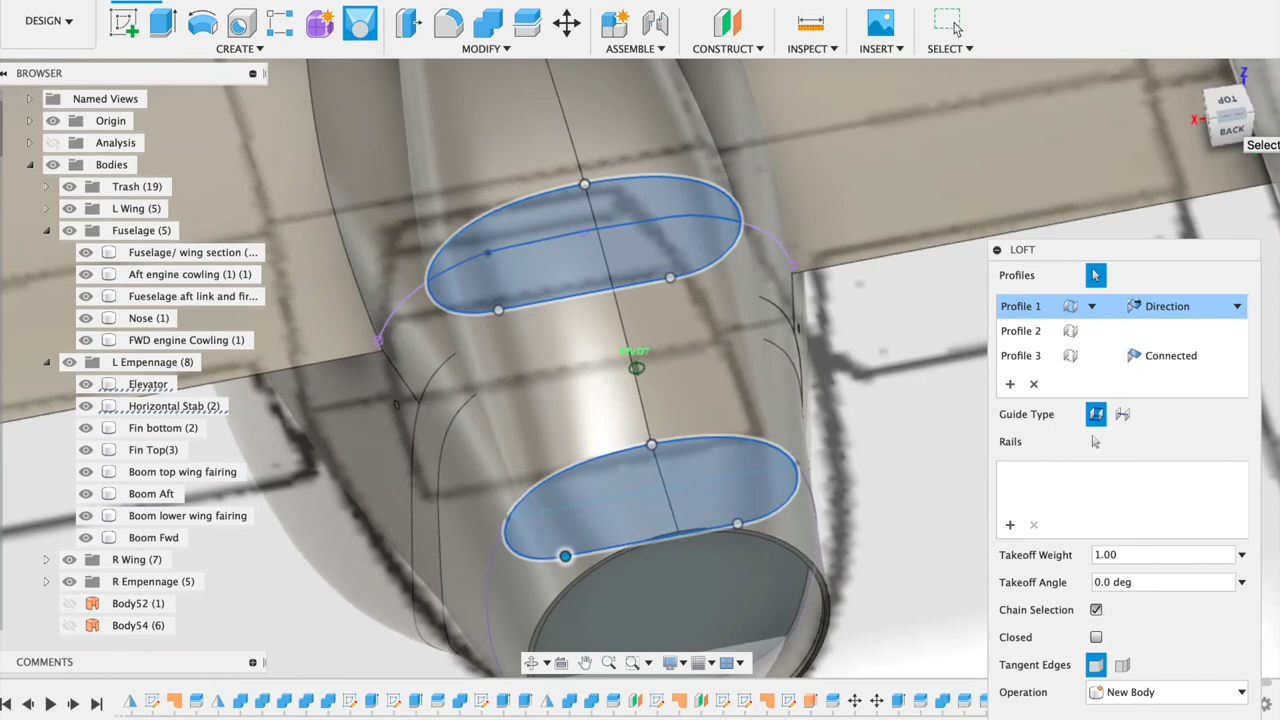 DESIGN
CREATE
MODIFY
ASSEMBLE
CONSTRUCT
INSPECT
INSERT
SELECT
BROWSER
Named Views
Origin
Analysis
Bodies
Trash (19)
L Wing (5)
Fuselage (5)
Fuselage/ wing section (...
Aft engine cowling (1) (1)
Fueselage aft link and fir...
Nose (1)
FWD engine Cowling (1)
L Empennage (8)
Elevator
Horizontal Stab (2)
Fin bottom (2)
Fin Top(3)
Boom top wing fairing
Boom Aft
Boom lower wing fairing
Boom Fwd
R Wing (7)
R Empennage (5)
Body52 (1)
Body54 (6)
COMMENTS
PIVOT
Z
X
TOP
BACK
Select
LOFT
Profiles
Profile 1 Direction
Profile 2
Profile 3 Connected
Guide Type
Rails
Takeoff Weight 1.00
Takeoff Angle 0.0 deg
Chain Selection
Closed
Tangent Edges
Operation New Body